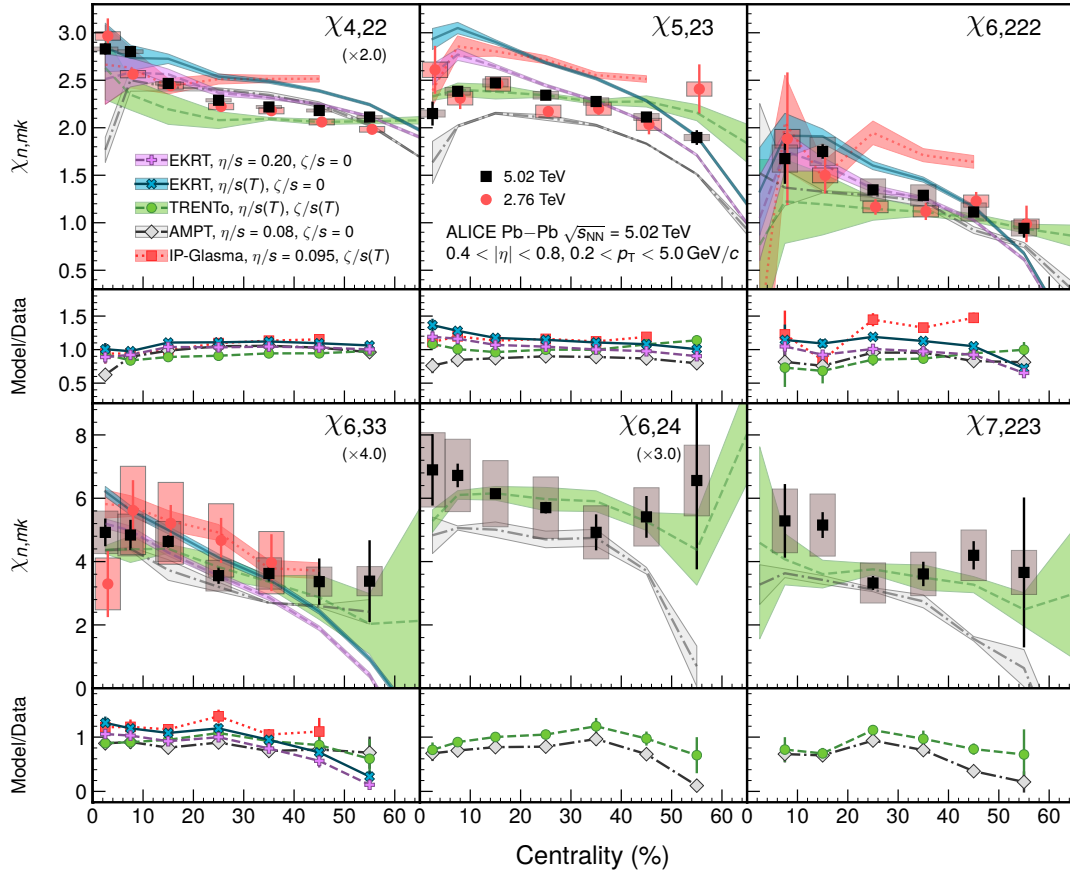 χ4,22
(×2.0)
χ5,23
χ6,222
χn,mk
3.0
2.5
2.0
1.5
1.0
0.5
EKRT, η/s = 0.20, ζ/s = 0
EKRT, η/s(T), ζ/s = 0
TRENTo, η/s(T), ζ/s(T)
AMPT, η/s = 0.08, ζ/s = 0
IP-Glasma, η/s = 0.095, ζ/s(T)
5.02 TeV
2.76 TeV
ALICE Pb−Pb √sNN = 5.02 TeV
0.4 < |η| < 0.8, 0.2 < pT < 5.0 GeV/c
Model/Data
1.5
1.0
0.5
χ6,33
(×4.0)
χ6,24
(×3.0)
χ7,223
χn,mk
8
6
4
2
0
Model/Data
1
0
0 10 20 30 40 50 60
0 10 20 30 40 50 60
0 10 20 30 40 50 60
Centrality (%)